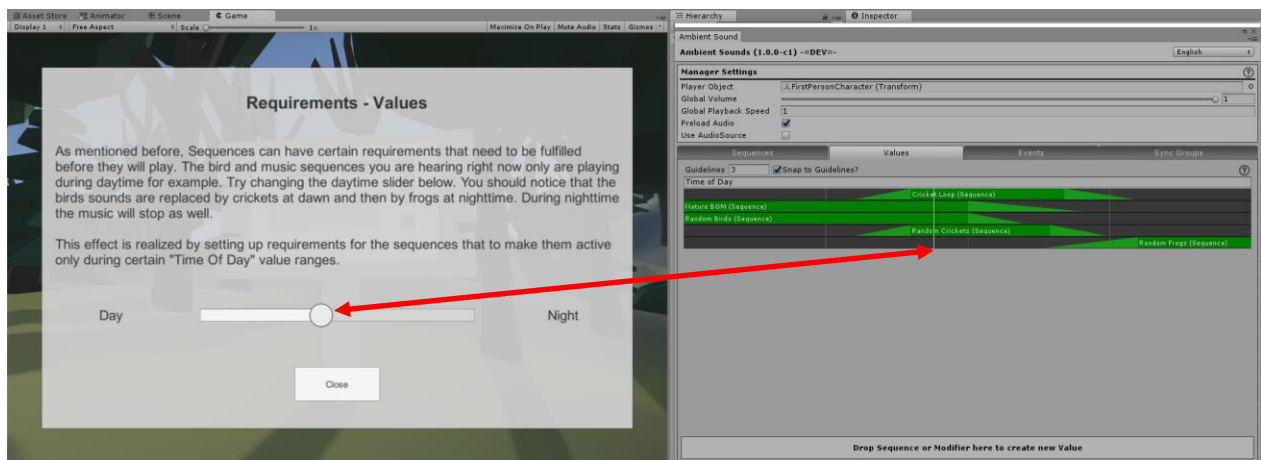 Asset Store Animator Scene Game
Display 1 Free Aspect Scale 1x Maximize On Play Mute Audio Stats Gizmos
Requirements - Values
As mentioned before, Sequences can have certain requirements that need to be fulfilled
before they will play. The bird and music sequences you are hearing right now only are playing
during daytime for example. Try changing the daytime slider below. You should notice that the
birds sounds are replaced by crickets at dawn and then by frogs at nighttime. During nighttime
the music will stop as well.
This effect is realized by setting up requirements for the sequences that to make them active
only during certain "Time Of Day" value ranges.
Day Night
Close
Hierarchy Inspector
Ambient Sound
Ambient Sounds (1.0.0-c1) -=DEV=- English
Manager Settings
Player Object FirstPersonCharacter (Transform)
Global Volume 1
Global Playback Speed 1
Preload Audio
Use AudioSource
Sequences Values Events Sync Groups
Guidelines 3 Snap to Guidelines?
Time of Day
Cricket Loop (Sequence)
Nature BGM (Sequence)
Random Birds (Sequence)
Random Crickets (Sequence)
Random Frogs (Sequence)
Drop Sequence or Modifier here to create new Value